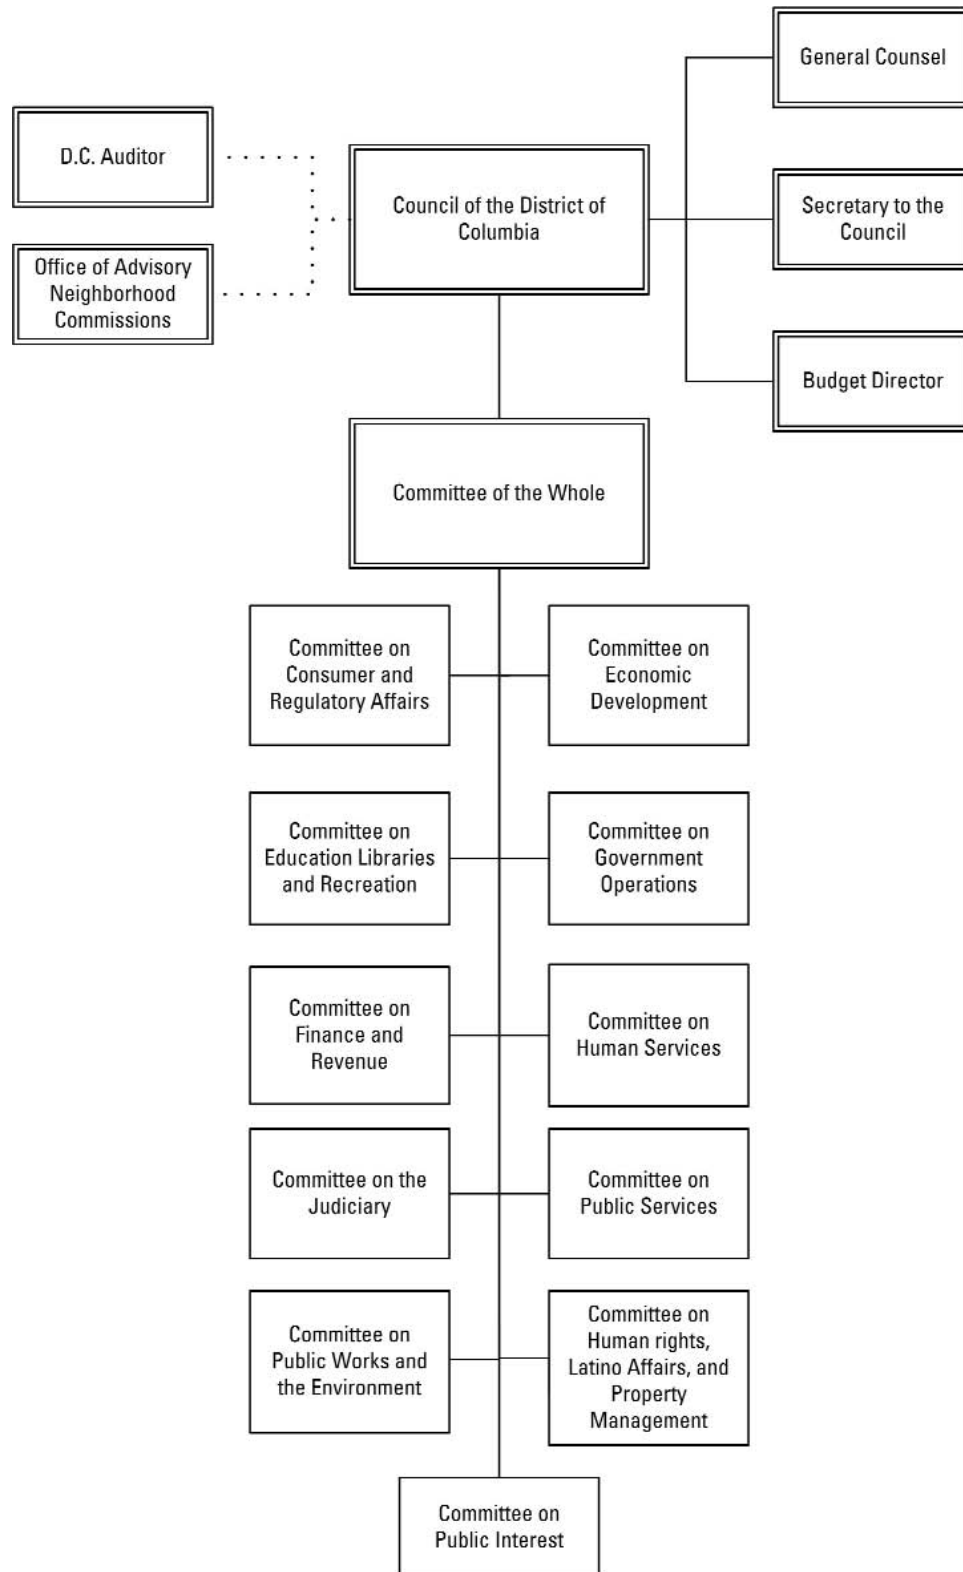 General Counsel
D.C. Auditor
Council of the District of
Columbia
Secretary to the
Council
Office of Advisory
Neighborhood
Commissions
Budget Director
Committee of the Whole
Committee on
Consumer and
Regulatory Affairs
Committee on
Economic
Development
Committee on
Education Libraries
and Recreation
Committee on
Government
Operations
Committee on
Finance and
Revenue
Committee on
Human Services
Committee on the
Judiciary
Committee on
Public Services
Committee on
Public Works and
the Environment
Committee on
Human rights,
Latino Affairs, and
Property
Management
Committee on
Public Interest